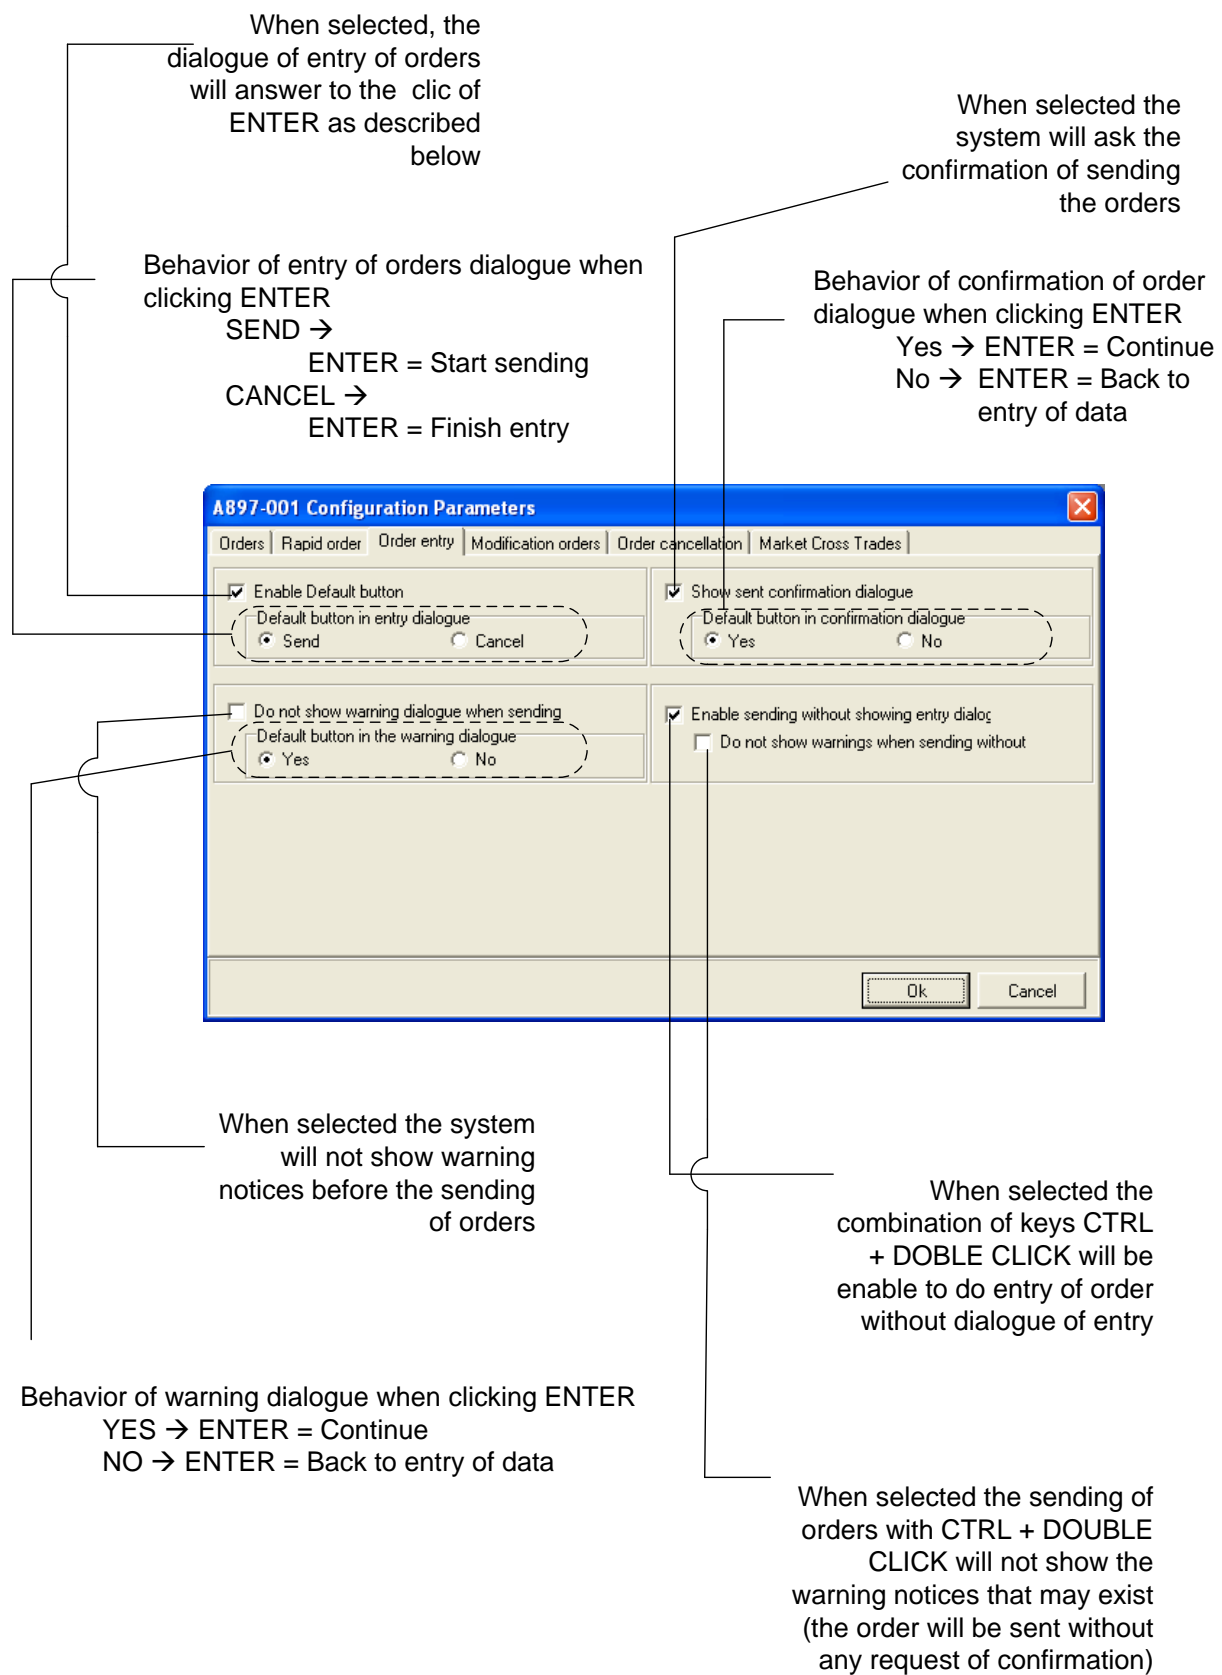 When selected, the
dialogue of entry of orders
will answer to the clic of
ENTER as described
below
When selected the
system will ask the
confirmation of sending
the orders
Behavior of entry of orders dialogue when
clicking ENTER
SEND →
ENTER = Start sending
CANCEL →
ENTER = Finish entry
Behavior of confirmation of order
dialogue when clicking ENTER
Yes → ENTER = Continue
No → ENTER = Back to
entry of data
A897-001 Configuration Parameters
Orders Rapid order Order entry Modification orders Order cancellation Market Cross Trades
Enable Default button
Default button in entry dialogue
Send Cancel
Show sent confirmation dialogue
Default button in confirmation dialogue
Yes No
Do not show warning dialogue when sending
Default button in the warning dialogue
Yes No
Enable sending without showing entry dialog
Do not show warnings when sending without
Ok Cancel
When selected the system
will not show warning
notices before the sending
of orders
When selected the
combination of keys CTRL
+ DOBLE CLICK will be
enable to do entry of order
without dialogue of entry
Behavior of warning dialogue when clicking ENTER
YES → ENTER = Continue
NO → ENTER = Back to entry of data
When selected the sending of
orders with CTRL + DOUBLE
CLICK will not show the
warning notices that may exist
(the order will be sent without
any request of confirmation)